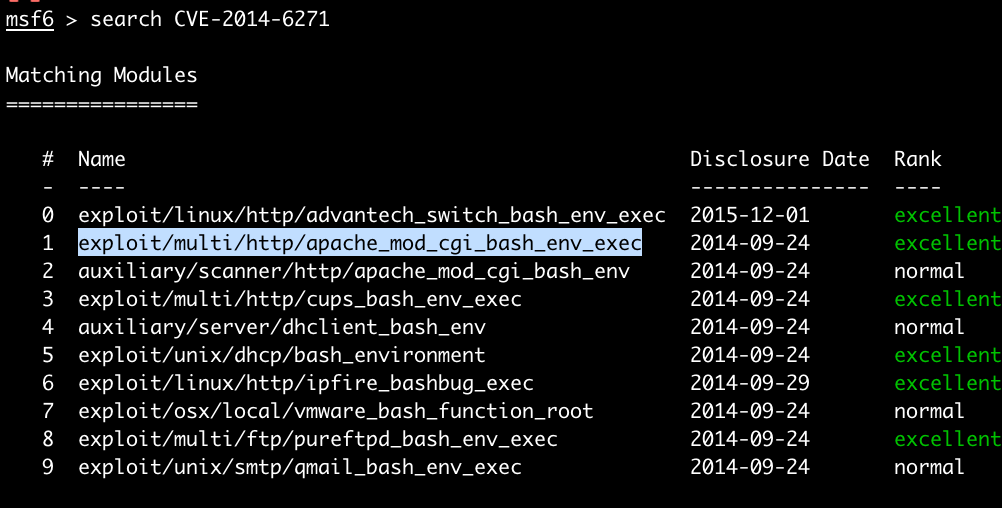 msf6 > search CVE-2014-6271
Matching Modules
================
# Name Disclosure Date Rank
- ---- --------------- ----
0 exploit/linux/http/advantech_switch_bash_env_exec 2015-12-01 excellent
1 exploit/multi/http/apache_mod_cgi_bash_env_exec 2014-09-24 excellent
2 auxiliary/scanner/http/apache_mod_cgi_bash_env 2014-09-24 normal
3 exploit/multi/http/cups_bash_env_exec 2014-09-24 excellent
4 auxiliary/server/dhclient_bash_env 2014-09-24 normal
5 exploit/unix/dhcp/bash_environment 2014-09-24 excellent
6 exploit/linux/http/ipfire_bashbug_exec 2014-09-29 excellent
7 exploit/osx/local/vmware_bash_function_root 2014-09-24 normal
8 exploit/multi/ftp/pureftpd_bash_env_exec 2014-09-24 excellent
9 exploit/unix/smtp/qmail_bash_env_exec 2014-09-24 normal